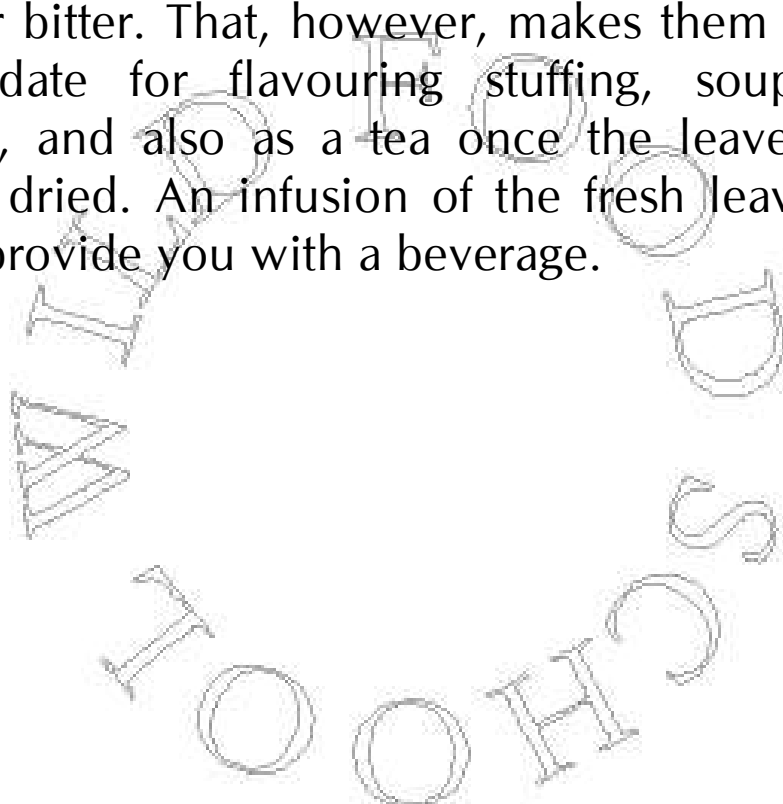 r bitter. That, however, makes them
date for flavouring stuffing, soup
, and also as a tea once the leave
dried. An infusion of the fresh leav
provide you with a beverage.
WILD FOOD SCHOOL